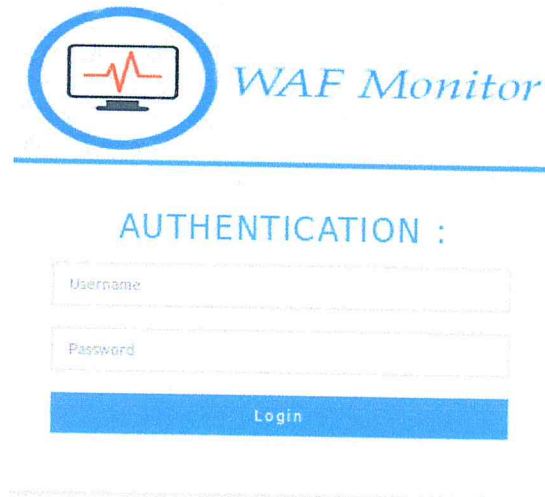 WAF Monitor
AUTHENTICATION :
Username
Password
Login